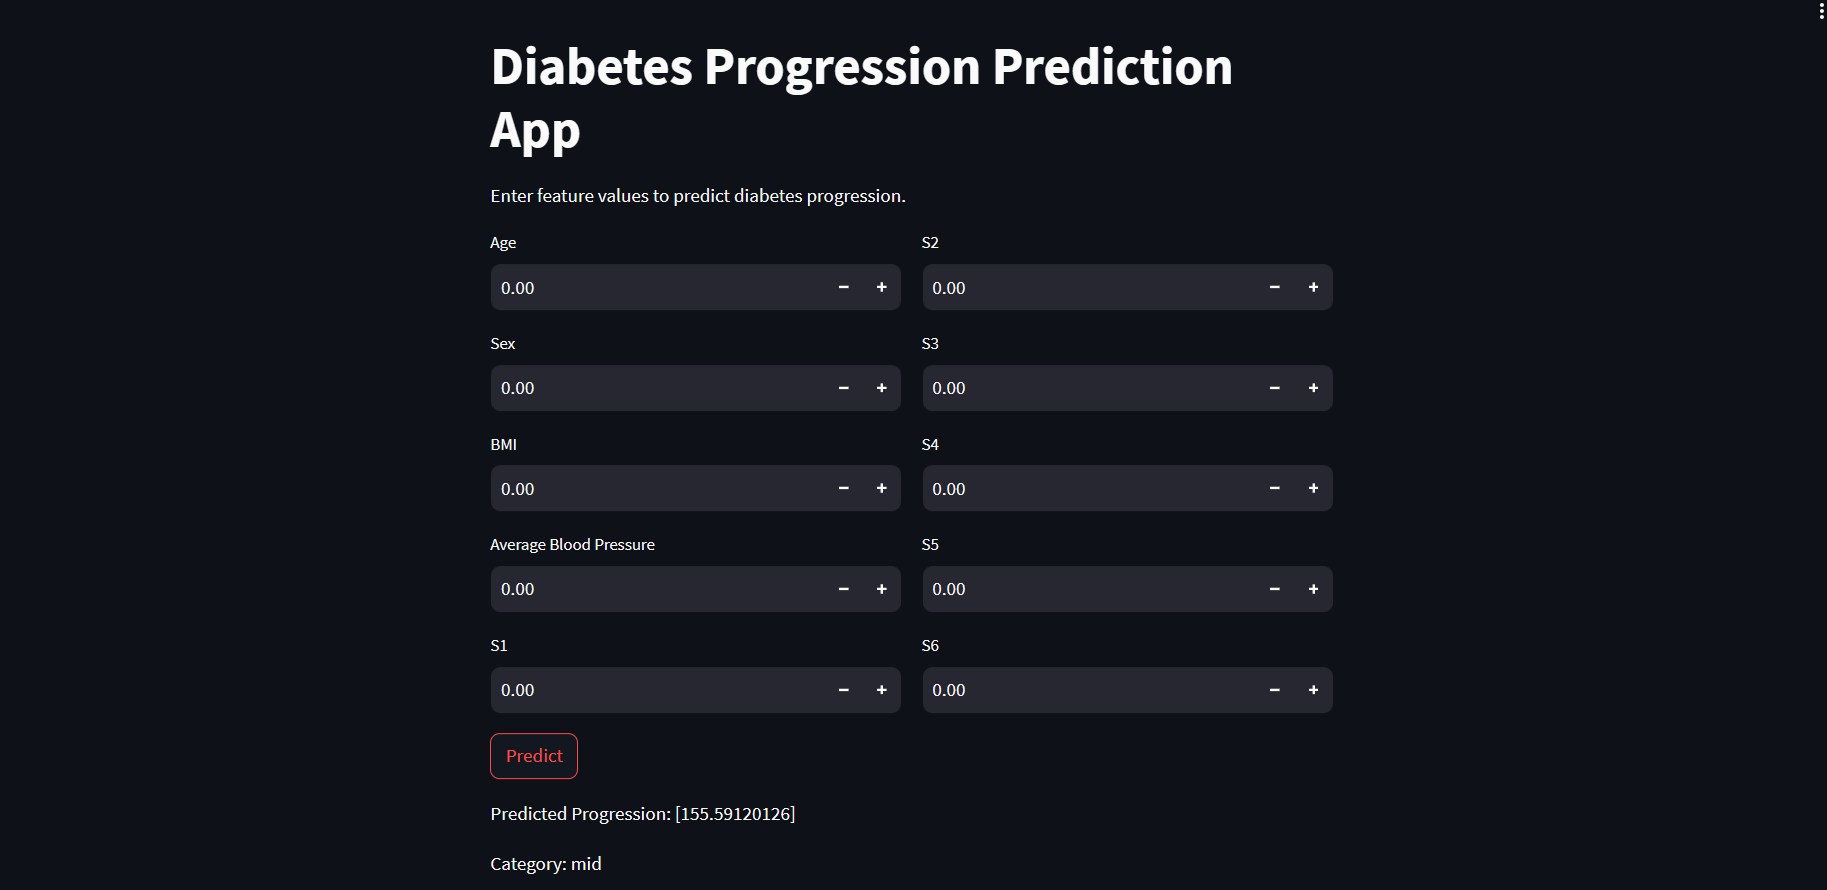 Diabetes Progression Prediction
App
Enter feature values to predict diabetes progression.
Age
0.00
Sex
0.00
BMI
0.00
Average Blood Pressure
0.00
S1
0.00
S2
0.00
S3
0.00
S4
0.00
S5
0.00
S6
0.00
Predict
Predicted Progression: [155.59120126]
Category: mid